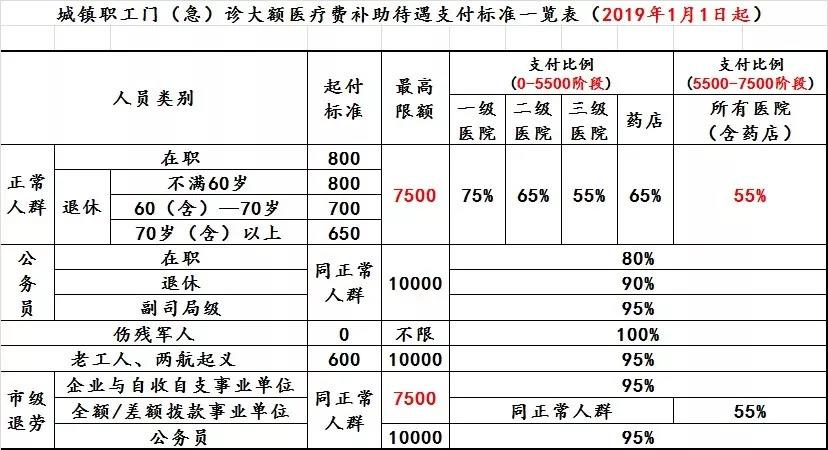 城镇职工门（急）诊大额医疗费补助待遇支付标准一览表（2019年1月1日起）
人员类别 起付标准 最高限额 支付比例（0-5500阶段） 支付比例（5500-7500阶段）
一级医院 二级医院 三级医院 药店 所有医院（含药店）
正常人群 在职 800 7500 75% 65% 55% 65% 55%
退休 不满60岁 800
60（含）—70岁 700
70岁（含）以上 650
公务员 在职 同正常人群 10000 80%
退休 90%
副司局级 95%
伤残军人 0 不限 100%
老工人、两航起义 600 10000 95%
市级退劳 企业与自收自支事业单位 同正常人群 7500 95%
全额/差额拨款事业单位 同正常人群 55%
公务员 10000 95%